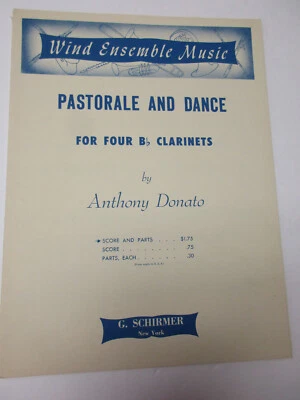 Wind Ensemble Music
PASTORALE AND DANCE
FOR FOUR B♭ CLARINETS
by
Anthony Donato
SCORE AND PARTS . . . $1.75
SCORE . . . . . . . . .75
PARTS, EACH . . . . . . .30
G. SCHIRMER
New York